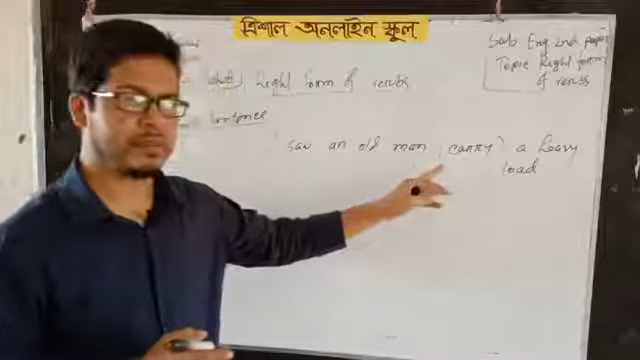 ত্রিশাল অনলাইন স্কুল
Sub Eng 2nd paper
Topic Right form
of verbs
Right form of verbs
sentence
saw an old man (carry) a heavy
load